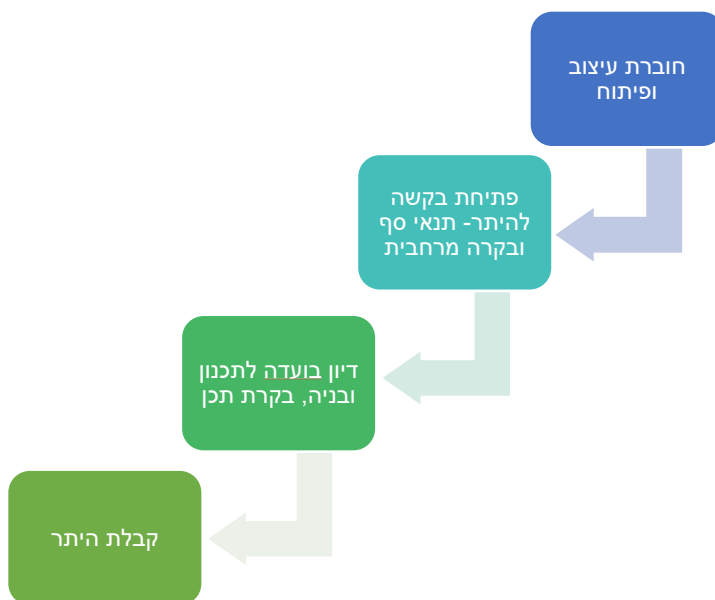 חוברת עיצוב
ופיתוח
פתיחת בקשה
להיתר- תנאי סף
ובקרה מרחבית
דיון בועדה לתכנון
ובניה, בקרת תכן
קבלת היתר